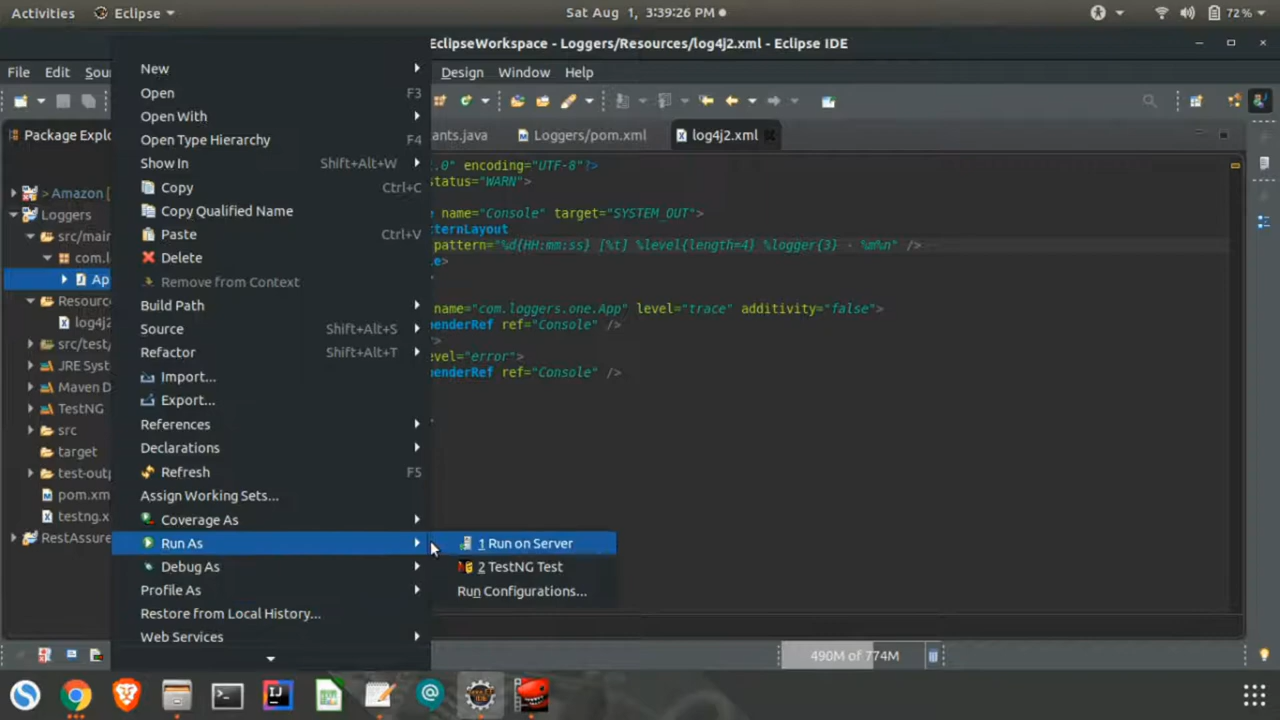 Activities
Eclipse
Sat Aug 1, 3:39:26 PM
72%
EclipseWorkspace - Loggers/Resources/log4j2.xml - Eclipse IDE
File Edit Sou
Design Window Help
Package Explo
ants.java
Loggers/pom.xml
log4j2.xml
> Amazon [
Loggers
src/main
com.l
Ap
Resourc
log4j2
src/test/
JRE Syst
Maven D
TestNG
src
target
test-outp
pom.xm
testng.x
RestAssure
New
Open F3
Open With
Open Type Hierarchy F4
Show In Shift+Alt+W
Copy Ctrl+C
Copy Qualified Name
Paste Ctrl+V
Delete
Remove from Context
Build Path
Source Shift+Alt+S
Refactor Shift+Alt+T
Import...
Export...
References
Declarations
Refresh F5
Assign Working Sets...
Coverage As
Run As
Debug As
Profile As
Restore from Local History...
Web Services
1 Run on Server
2 TestNG Test
Run Configurations...
.0" encoding="UTF-8"?>
status="WARN">
e name="Console" target="SYSTEM_OUT">
tternLayout
pattern="%d{HH:mm:ss} [%t] %level{length=4} %logger{3} - %m%n" />
le>
name="com.loggers.one.App" level="trace" additivity="false">
penderRef ref="Console" />
r>
evel="error">
penderRef ref="Console" />
490M of 774M